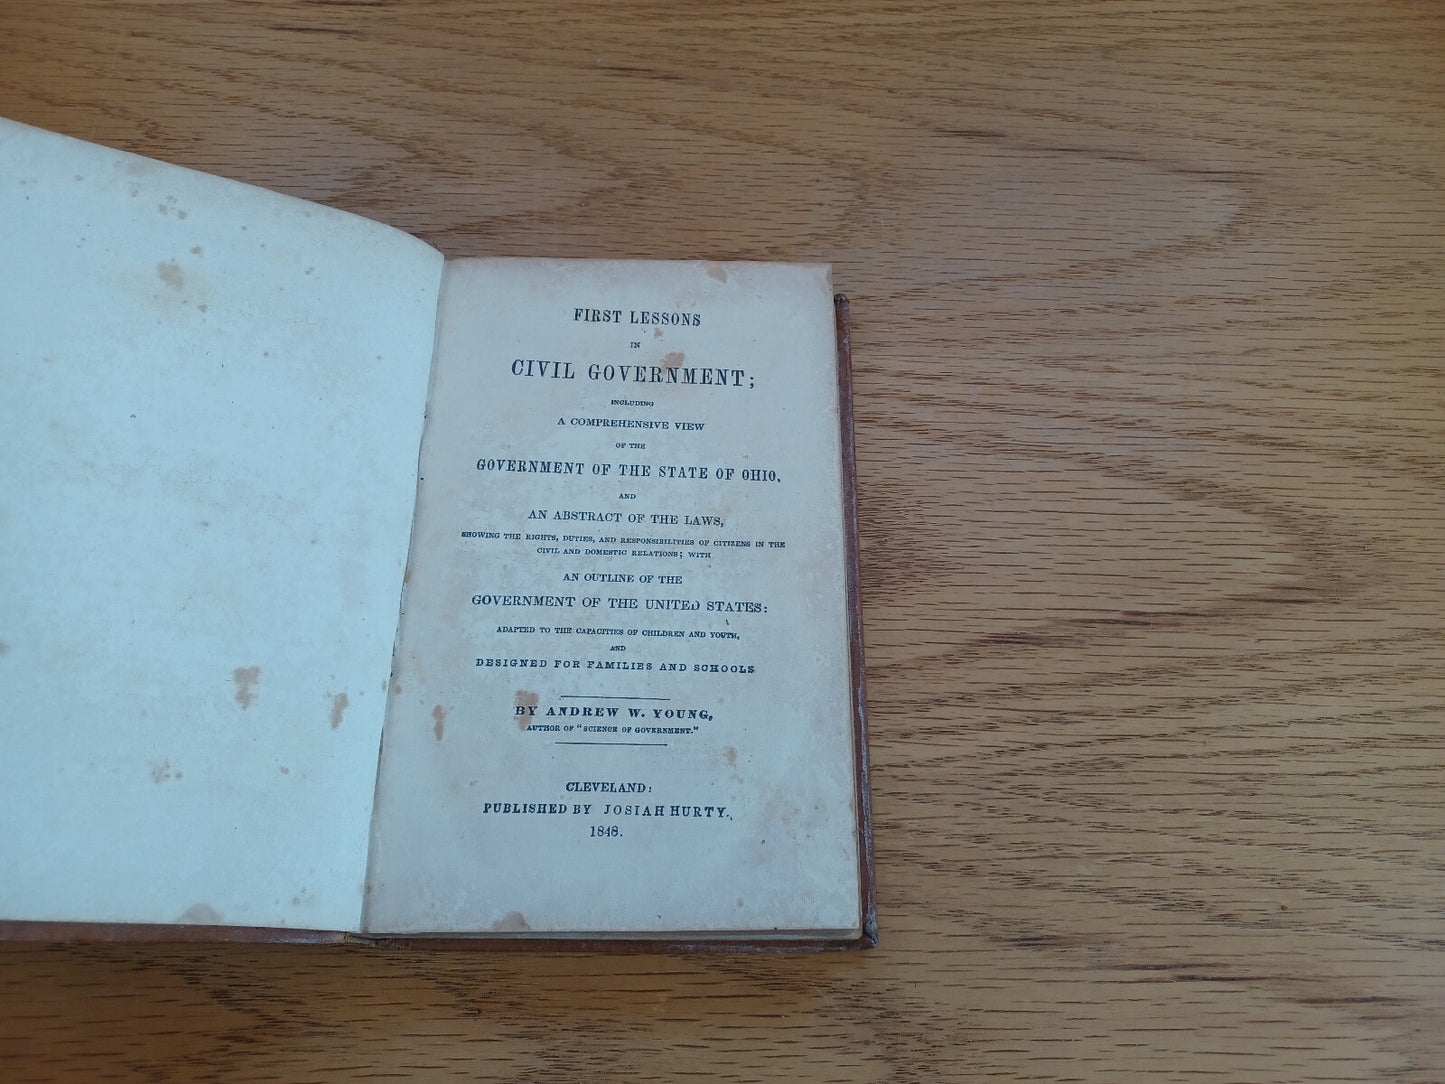 FIRST LESSONS
IN
CIVIL GOVERNMENT;
INCLUDING
A COMPREHENSIVE VIEW
OF THE
GOVERNMENT OF THE STATE OF OHIO,
AND
AN ABSTRACT OF THE LAWS,
SHOWING THE RIGHTS, DUTIES, AND RESPONSIBILITIES OF CITIZENS IN THE
CIVIL AND DOMESTIC RELATIONS; WITH
AN OUTLINE OF THE
GOVERNMENT OF THE UNITED STATES:
ADAPTED TO THE CAPACITIES OF CHILDREN AND YOUTH,
AND
DESIGNED FOR FAMILIES AND SCHOOLS
BY ANDREW W. YOUNG,
AUTHOR OF "SCIENCE OF GOVERNMENT."
CLEVELAND:
PUBLISHED BY JOSIAH HURTY.
1848.